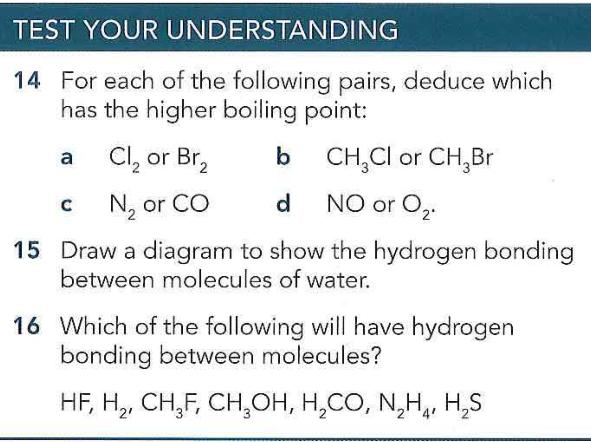 TEST YOUR UNDERSTANDING
14 For each of the following pairs, deduce which
has the higher boiling point:
a Cl₂ or Br₂ b CH₃Cl or CH₃Br
c N₂ or CO d NO or O₂.
15 Draw a diagram to show the hydrogen bonding
between molecules of water.
16 Which of the following will have hydrogen
bonding between molecules?
HF, H₂, CH₃F, CH₃OH, H₂CO, N₂H₄, H₂S